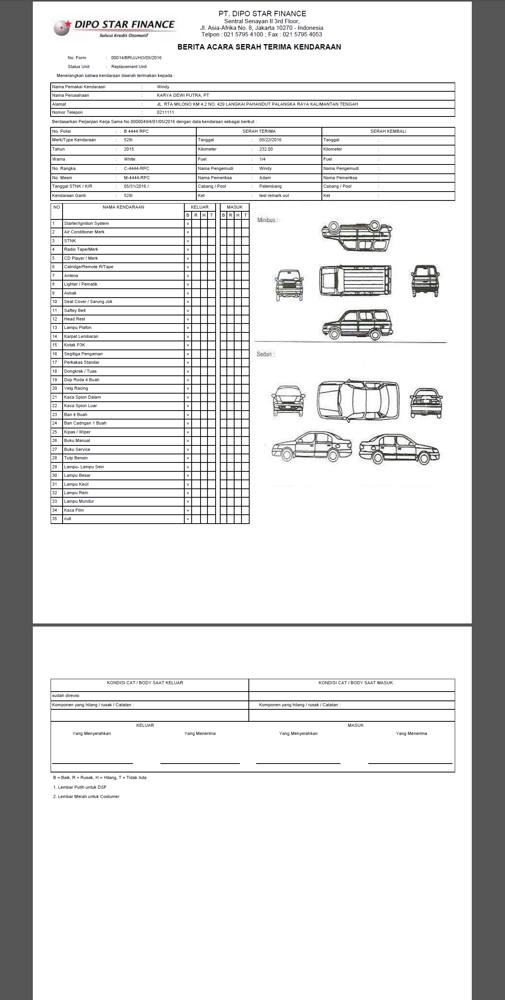 DIPO STAR FINANCE
Solusi Kredit Otomotif
PT. DIPO STAR FINANCE
Sentral Senayan II 3rd Floor,
Jl. Asia-Afrika No. 8, Jakarta 10270 - Indonesia
Telpon : 021 5795 4100 ; Fax : 021 5795 4053
BERITA ACARA SERAH TERIMA KENDARAAN
No. Form : 00014/BRU/JHO/05/2016
Status Unit : Replacement Unit
Menerangkan bahwa kendaraan diserah terimakan kepada :
Nama Pemakai Kendaraan : Windy
Nama Perusahaan : KARYA DEWI PUTRA, PT
Alamat : JL. RTA MILONO KM 4.2 NO. 429 LANGKAI PAHANDUT PALANGKA RAYA KALIMANTAN TENGAH
Nomor Telepon : 0211111
Berdasarkan Perjanjian Kerja Sama No 0000049/4/01/05/2016 dengan data kendaraan sebagai berikut :
No. Polisi : B 4444 RPC SERAH TERIMA SERAH KEMBALI
Merk/Type Kendaraan : 528i Tanggal : 05/22/2016 Tanggal :
Tahun : 2015 Kilometer : 232.00 Kilometer :
Warna : White Fuel : 1/4 Fuel :
No. Rangka : C-4444-RPC Nama Pengemudi : Windy Nama Pengemudi :
No. Mesin : M-4444-RPC Nama Pemeriksa : Adam Nama Pemeriksa :
Tanggal STNK / KIR : 05/31/2016 / Cabang / Pool : Palembang Cabang / Pool :
Kendaraan Ganti : 528i Ket : test remark out Ket :
NO NAMA KENDARAAN KELUAR MASUK
B R H T B R H T
1 Starter/Ignition System v
2 Air Conditioner Merk v
3 STNK v
4 Radio Tape/Merk v
5 CD Player / Merk v
6 Catridge/Remote R/Tape v
7 Antena v
8 Lighter / Pematik v
9 Asbak v
10 Seat Cover / Sarung Jok v
11 Saftey Belt v
12 Head Rest v
13 Lampu Plafon v
14 Karpet Lembaran v
15 Kotak P3K v
16 Segitiga Pengaman v
17 Perkakas Standar v
18 Dongkrak / Tuas v
19 Dop Roda 4 Buah v
20 Velg Racing v
21 Kaca Spion Dalam v
22 Kaca Spion Luar v
23 Ban 4 Buah v
24 Ban Cadngan 1 Buah v
25 Kipas / Wiper v
26 Buku Manual v
27 Buku Service v
28 Tutp Bensin v
29 Lampu- Lampu Sein v
30 Lampu Besar v
31 Lampu Kecil v
32 Lampu Rem v
33 Lampu Mundur v
34 Kaca Film v
35 null v
Minibus :
Sedan :
KONDISI CAT / BODY SAAT KELUAR KONDISI CAT / BODY SAAT MASUK
sudah direvisi
Komponen yang hilang / rusak / Catatan : Komponen yang hilang / rusak / Catatan :
KELUAR MASUK
Yang Menyerahkan Yang Menerima Yang Menyerahkan Yang Menerima
B = Baik, R = Rusak, H = Hilang, T = Tidak Ada
1. Lembar Putih untuk DSF
2. Lembar Merah untuk Costumer